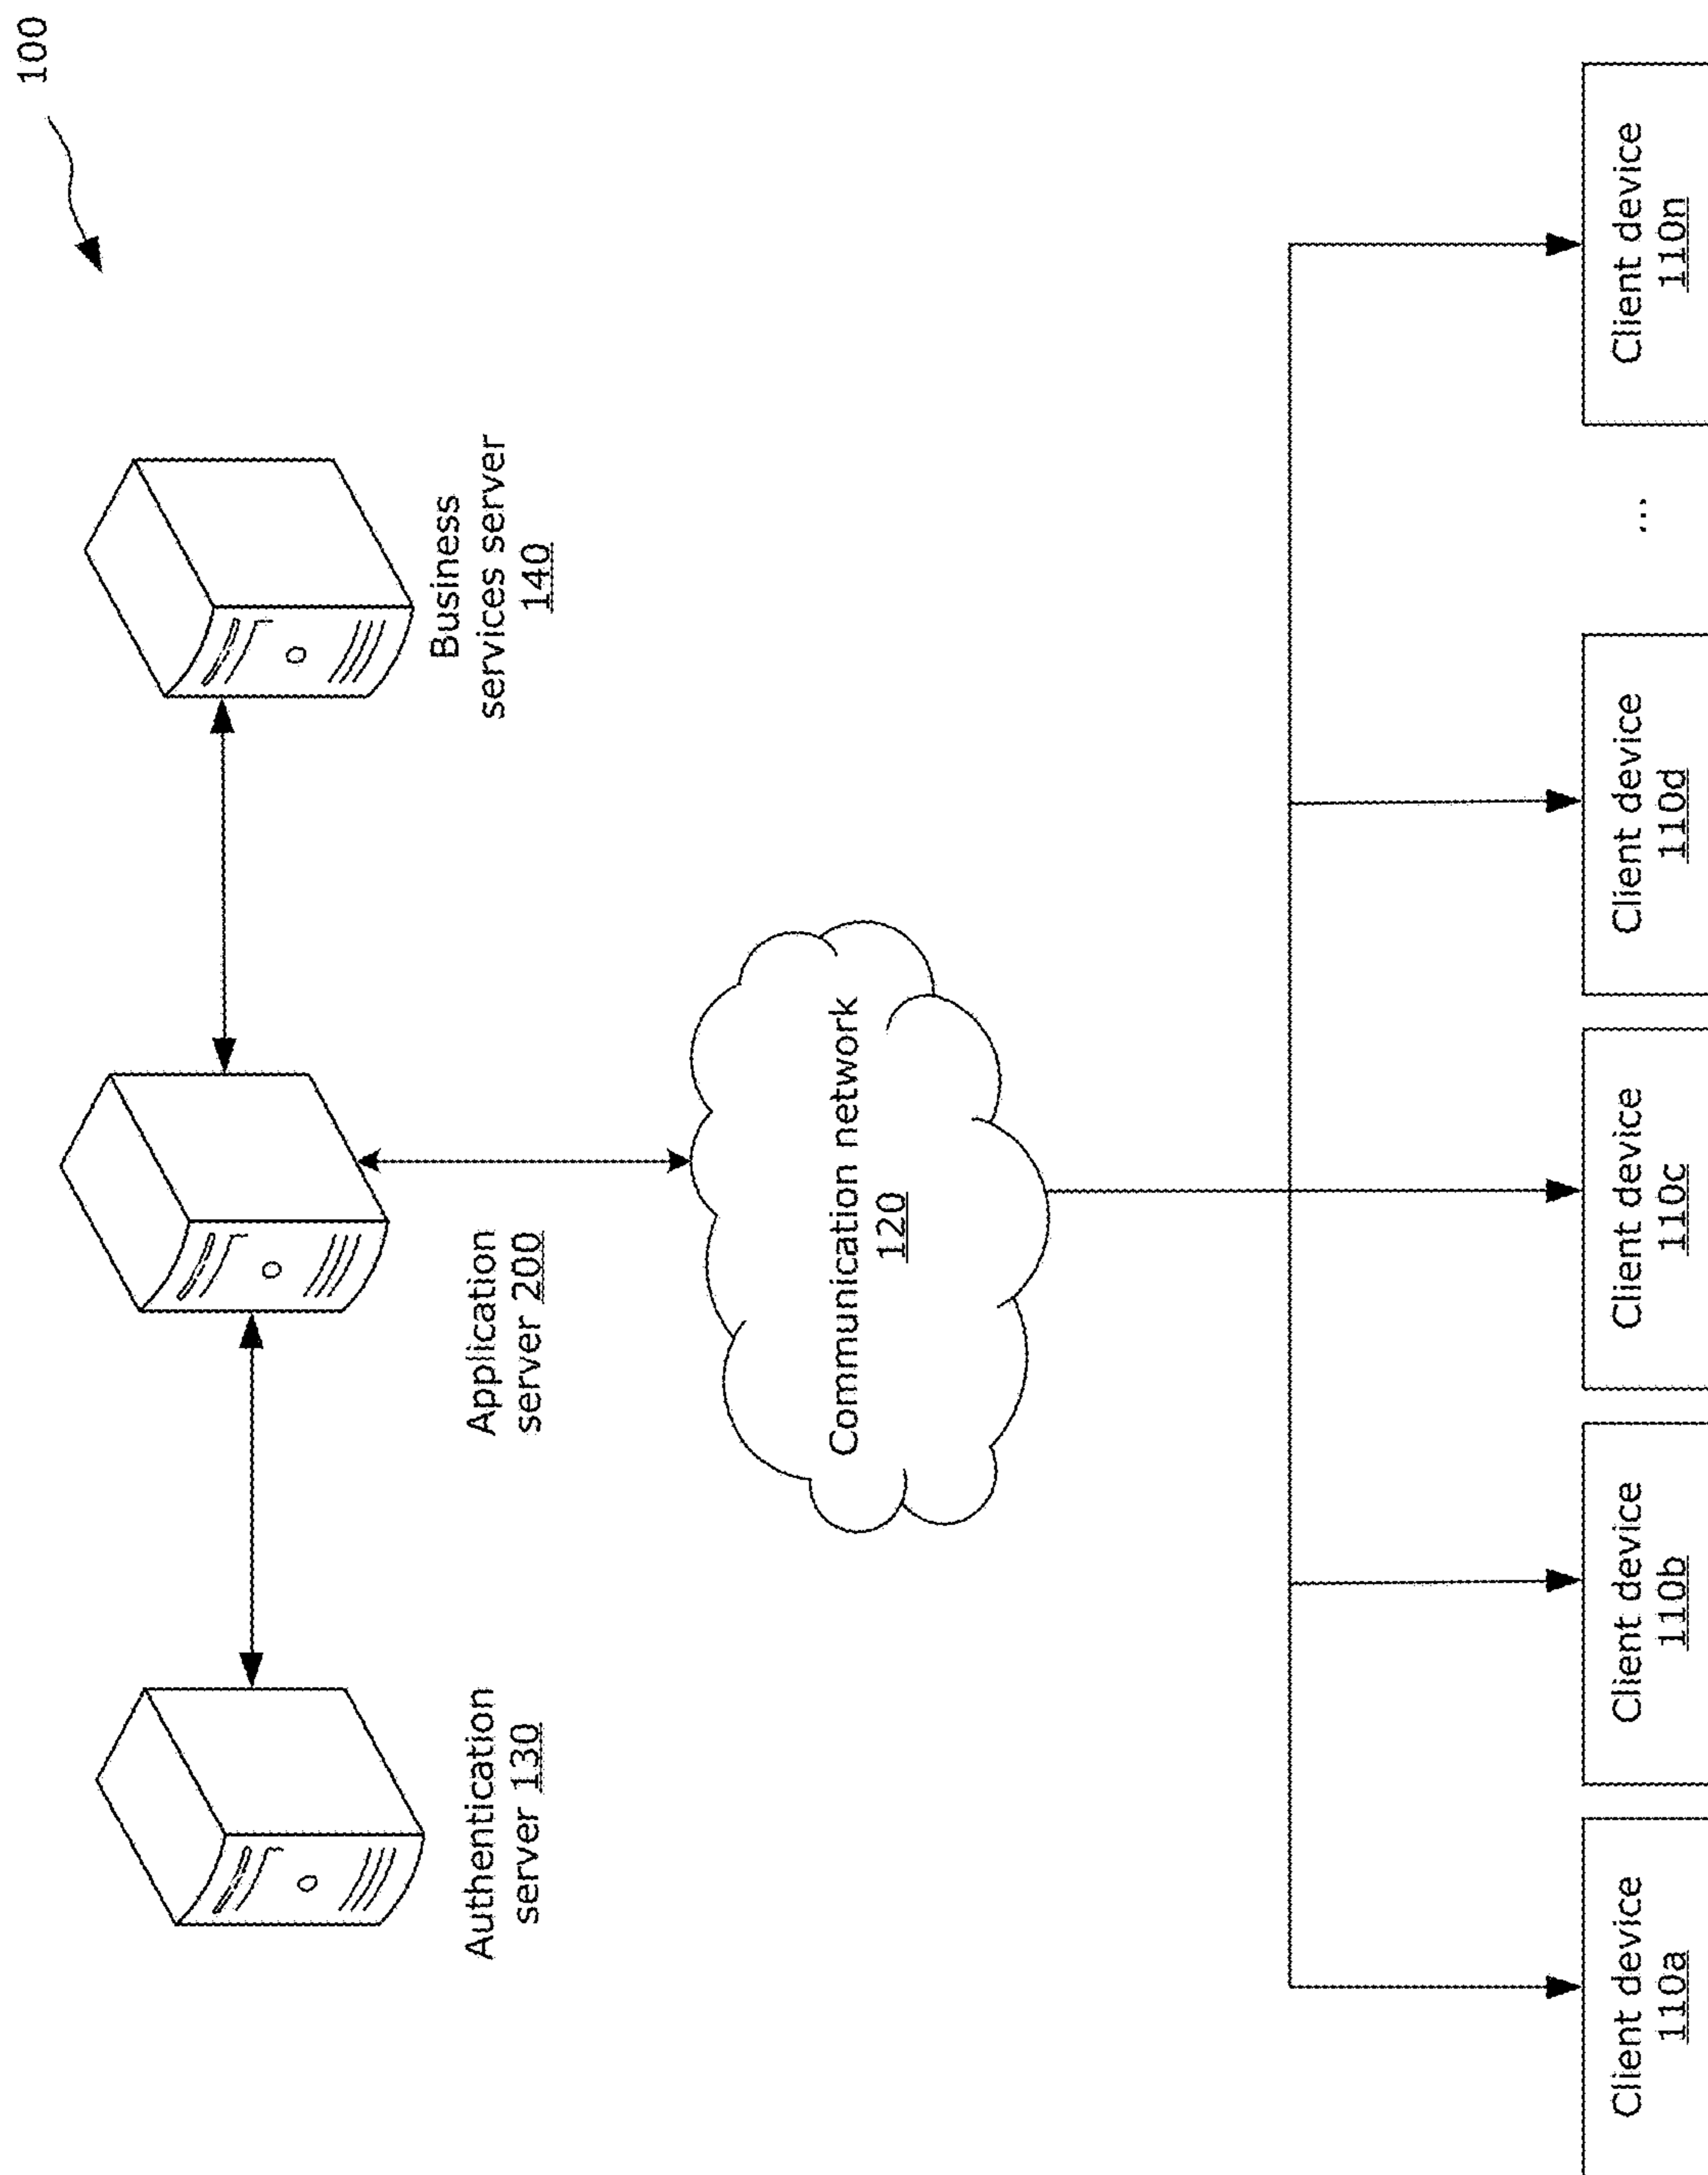 100
Authentication
server 130
Application
server 200
Business
services server
140
Communication network
120
Client device
110a
Client device
110b
Client device
110c
Client device
110d
...
Client device
110n